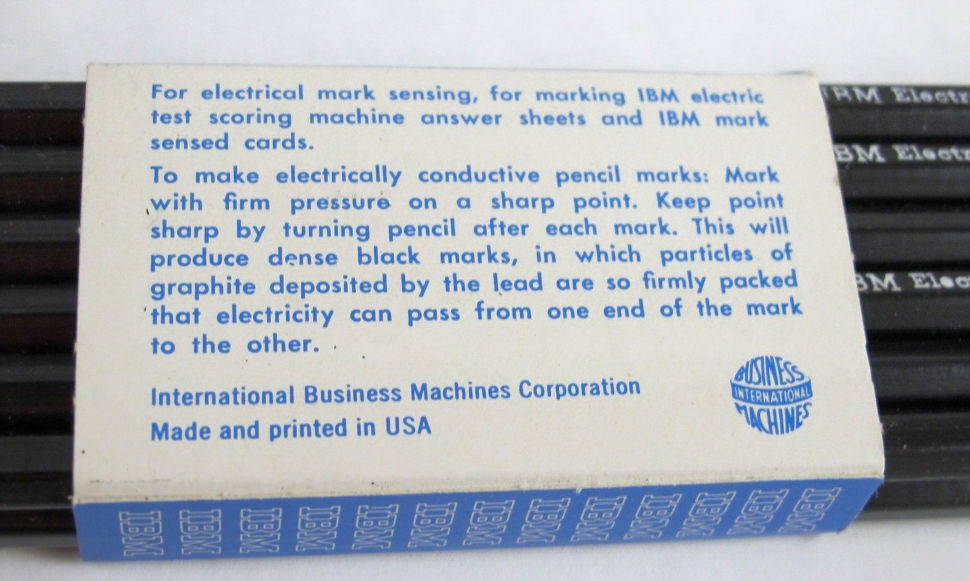 For electrical mark sensing, for marking IBM electric
test scoring machine answer sheets and IBM mark
sensed cards.
To make electrically conductive pencil marks: Mark
with firm pressure on a sharp point. Keep point
sharp by turning pencil after each mark. This will
produce dense black marks, in which particles of
graphite deposited by the lead are so firmly packed
that electricity can pass from one end of the mark
to the other.
International Business Machines Corporation
Made and printed in USA
BUSINESS
INTERNATIONAL
MACHINES
IBM IBM IBM IBM IBM IBM IBM IBM IBM IBM IBM IBM IBM
IBM Electr
BM Electr
BM Elec